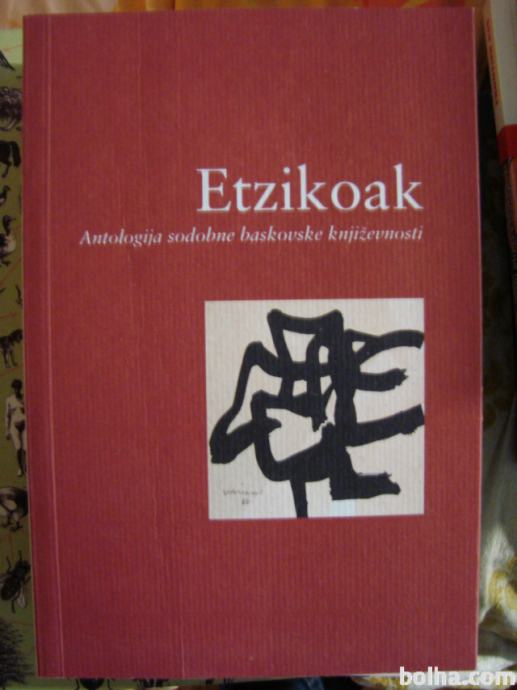 Etzikoak
Antologija sodobne baskovske književnosti
bolha.com